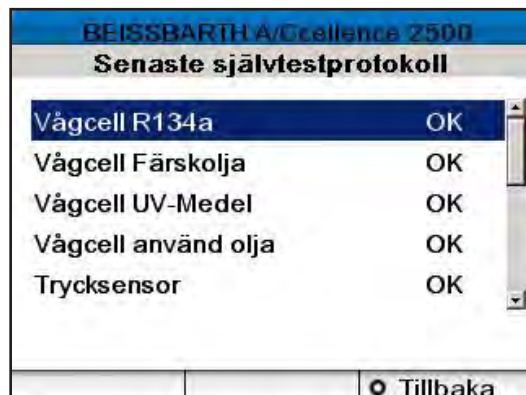 BEISSBARTH A/Ccellence 2500
Senaste självtestprotokoll
Vågcell R134a OK
Vågcell Färskolja OK
Vågcell UV-Medel OK
Vågcell använd olja OK
Trycksensor OK
Tillbaka